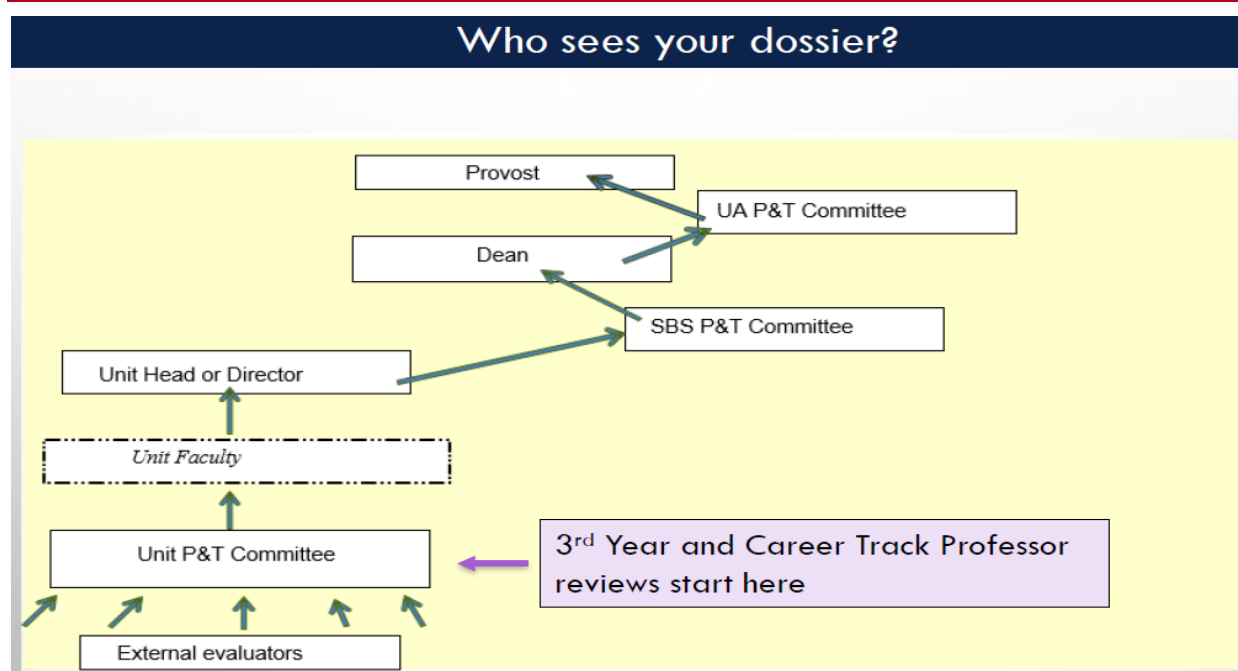 Who sees your dossier?
Provost
UA P&T Committee
Dean
SBS P&T Committee
Unit Head or Director
Unit Faculty
Unit P&T Committee
3rd Year and Career Track Professor
reviews start here
External evaluators